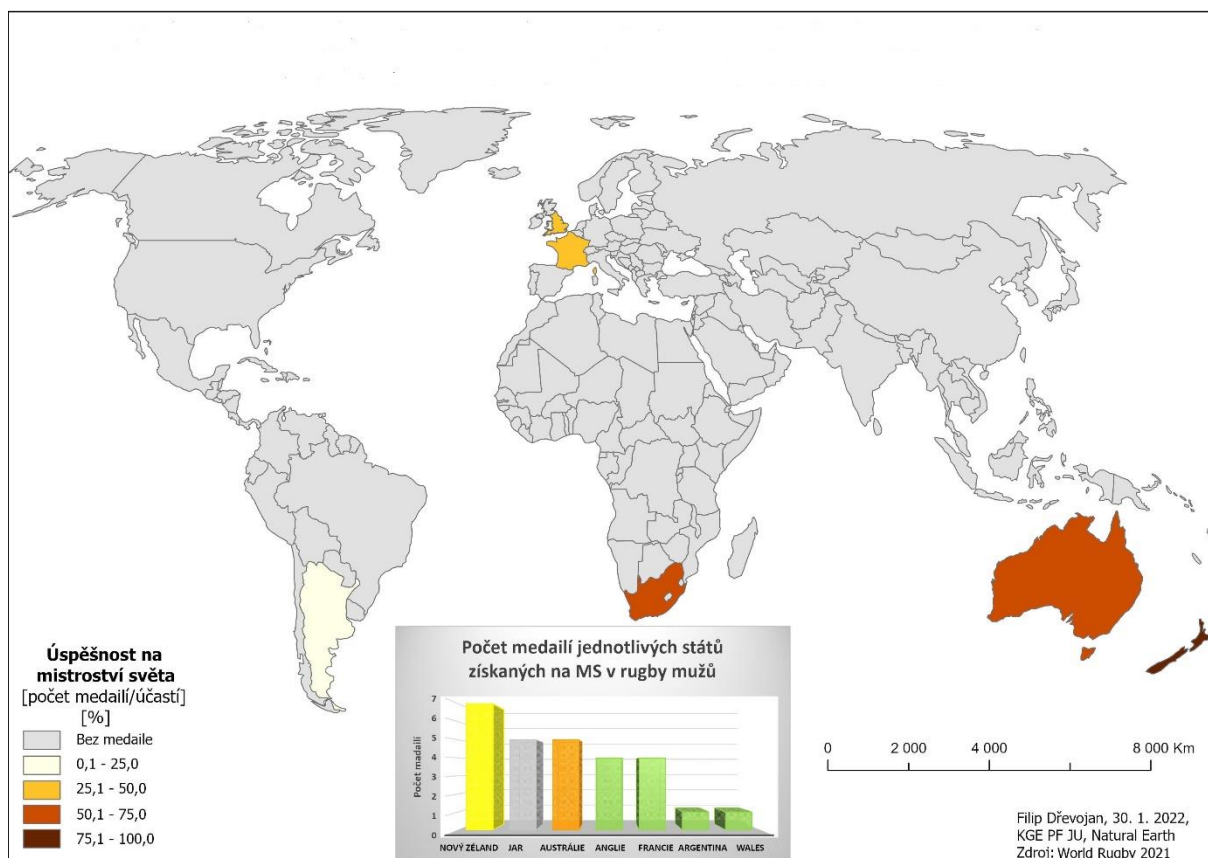 Úspěšnost na
mistroství světa
[počet medailí/účastí]
[%]
Bez medaile
0,1 - 25,0
25,1 - 50,0
50,1 - 75,0
75,1 - 100,0
Počet medailí jednotlivých států
získaných na MS v rugby mužů
Počet madailí
7
6
5
4
3
2
1
0
NOVÝ ZÉLAND JAR AUSTRÁLIE ANGLIE FRANCIE ARGENTINA WALES
0 2 000 4 000 8 000 Km
Filip Dřevojan, 30. 1. 2022,
KGE PF JU, Natural Earth
Zdroj: World Rugby 2021